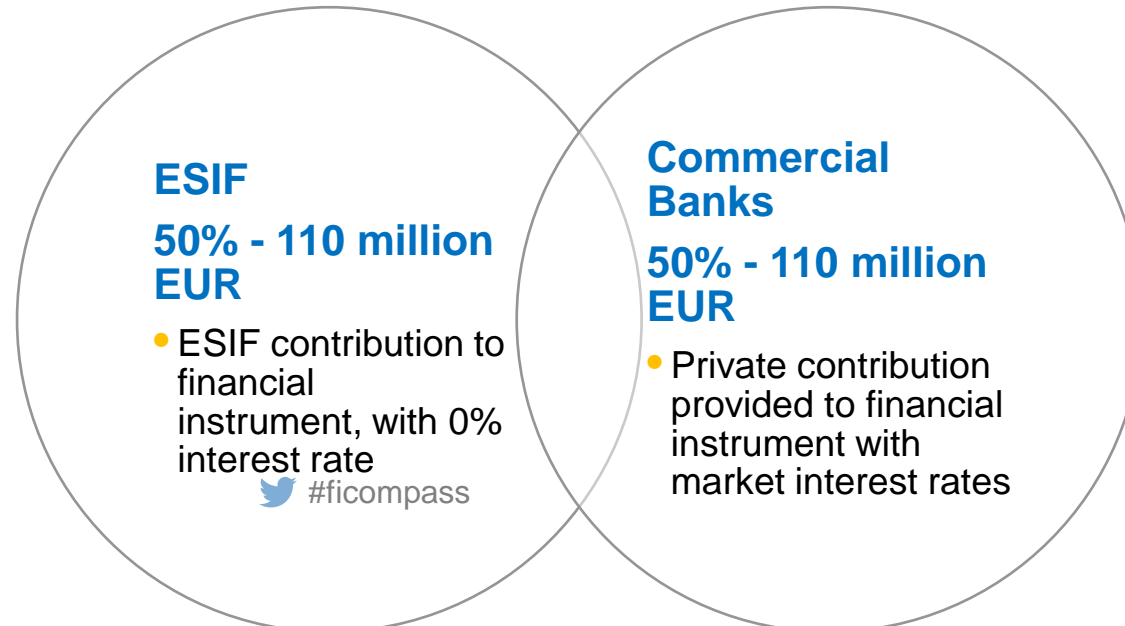 ESIF
50% - 110 million
EUR
• ESIF contribution to
financial
instrument, with 0%
interest rate
#ficompass
Commercial
Banks
50% - 110 million
EUR
• Private contribution
provided to financial
instrument with
market interest rates